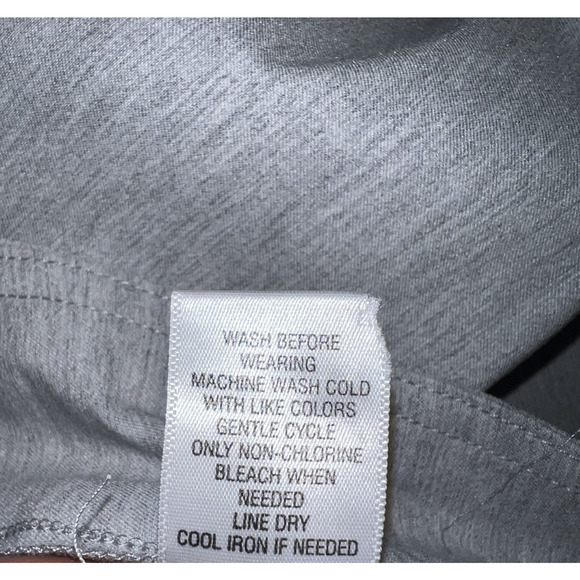 WASH BEFORE
WEARING
MACHINE WASH COLD
WITH LIKE COLORS
GENTLE CYCLE
ONLY NON-CHLORINE
BLEACH WHEN
NEEDED
LINE DRY
COOL IRON IF NEEDED